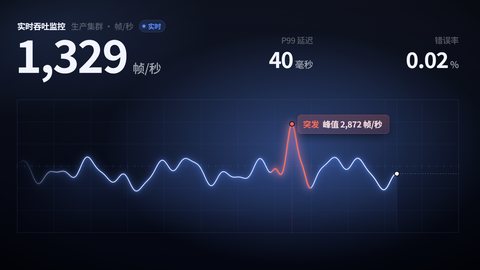 实时吞吐监控 生产集群 · 帧/秒 实时
1,329 帧/秒
P99 延迟
40 毫秒
错误率
0.02 %
突发 峰值 2,872 帧/秒